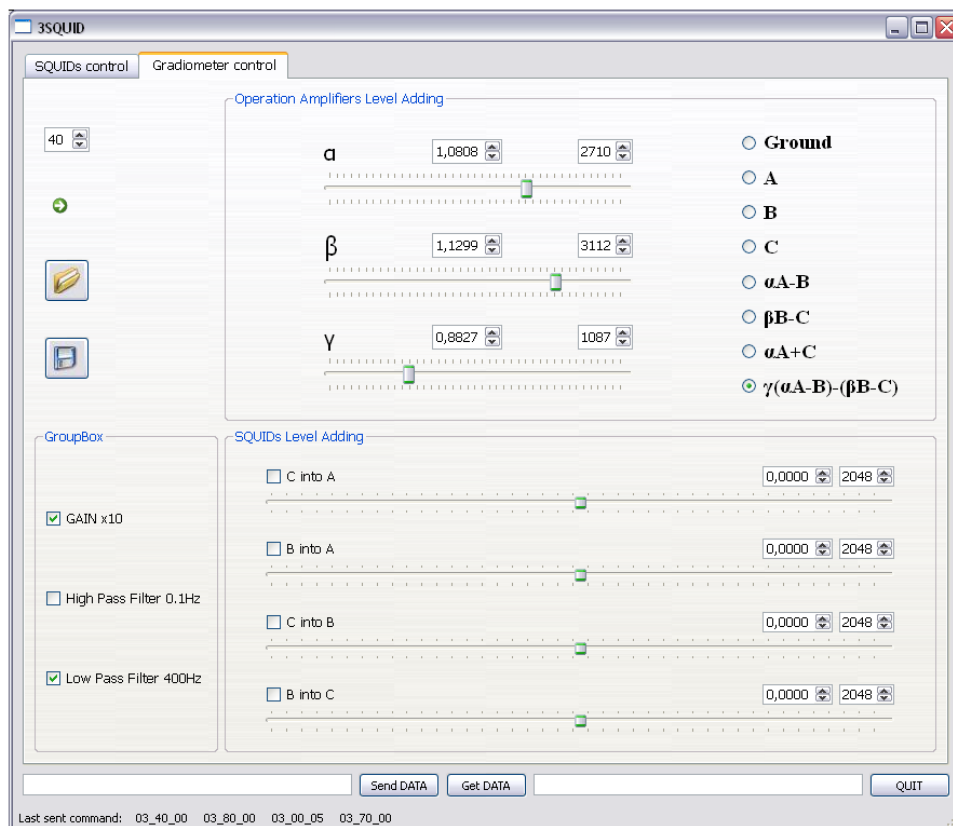 3SQUID
SQUIDs control Gradiometer control
Operation Amplifiers Level Adding
40
α 1,0808 2710
β 1,1299 3112
γ 0,8827 1087
Ground
A
B
C
αA-B
βB-C
αA+C
γ(αA-B)-(βB-C)
GroupBox
GAIN x10
High Pass Filter 0.1Hz
Low Pass Filter 400Hz
SQUIDs Level Adding
C into A 0,0000 2048
B into A 0,0000 2048
C into B 0,0000 2048
B into C 0,0000 2048
Send DATA Get DATA QUIT
Last sent command: 03_40_00 03_80_00 03_00_05 03_70_00